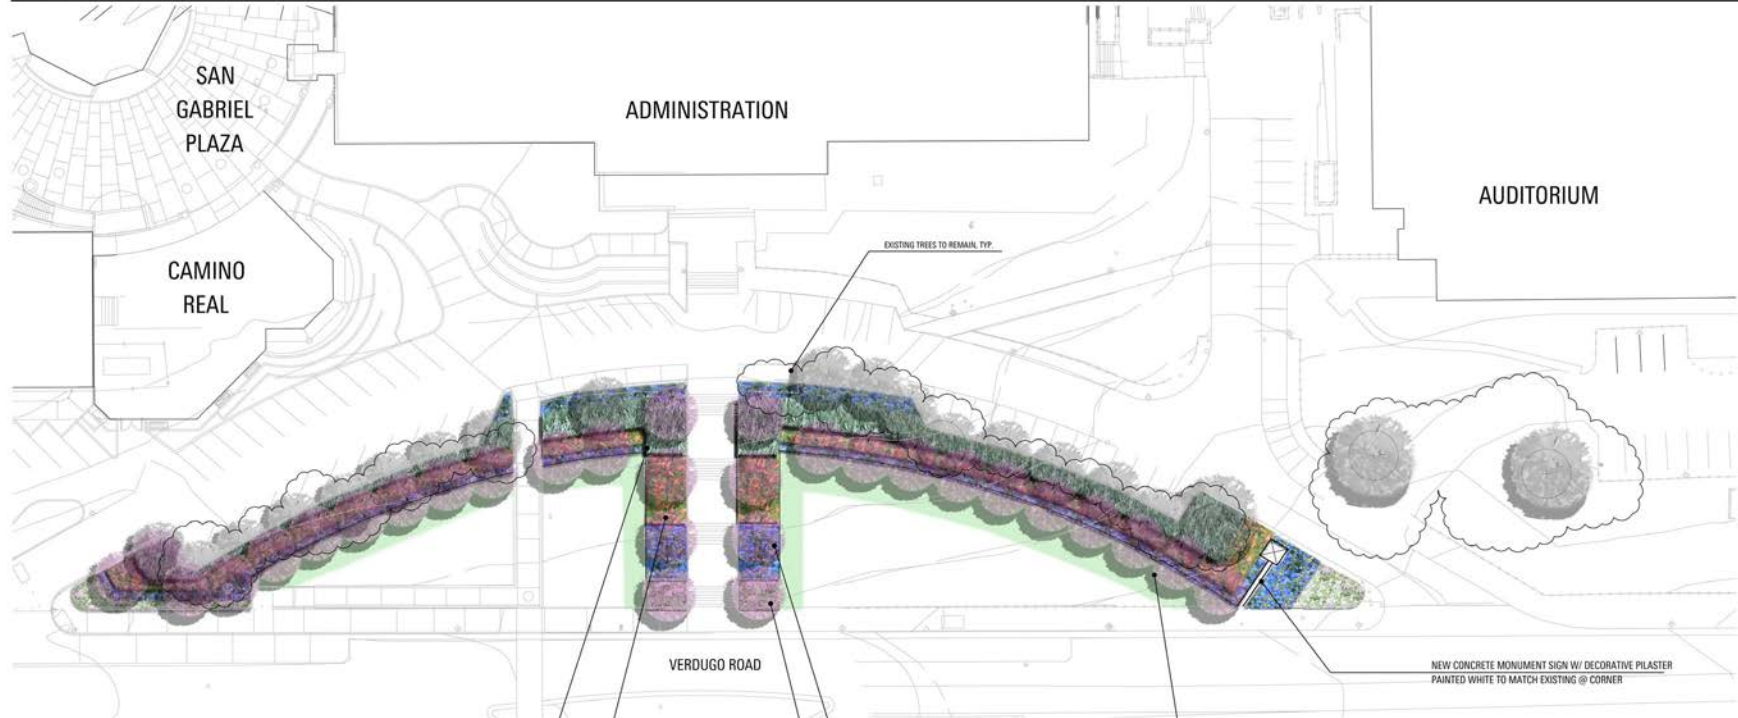 SAN
GABRIEL
PLAZA
ADMINISTRATION
AUDITORIUM
CAMINO
REAL
EXISTING TREES TO REMAIN, TYP.
VERDUGO ROAD
NEW CONCRETE MONUMENT SIGN W/ DECORATIVE PILASTER
PAINTED WHITE TO MATCH EXISTING @ CORNER